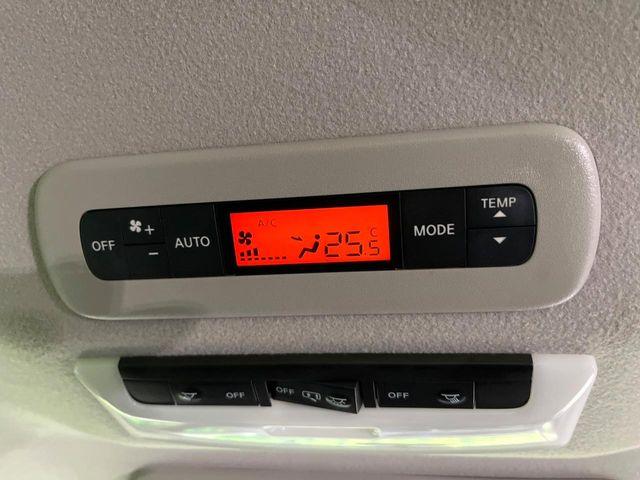 OFF + - AUTO A/C 25.5 °C MODE TEMP
OFF OFF OFF